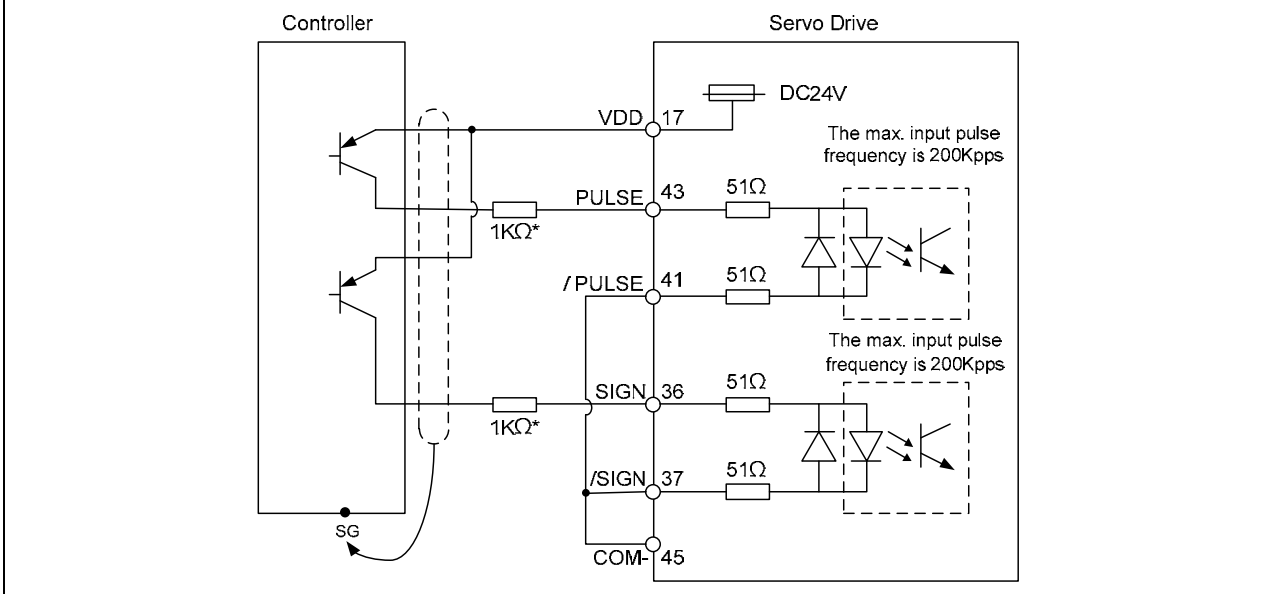 Controller
Servo Drive
DC24V
VDD 17
The max. input pulse
frequency is 200Kpps
PULSE 43 51Ω
1KΩ*
/PULSE 41 51Ω
The max. input pulse
frequency is 200Kpps
SIGN 36 51Ω
1KΩ*
/SIGN 37 51Ω
SG
COM- 45